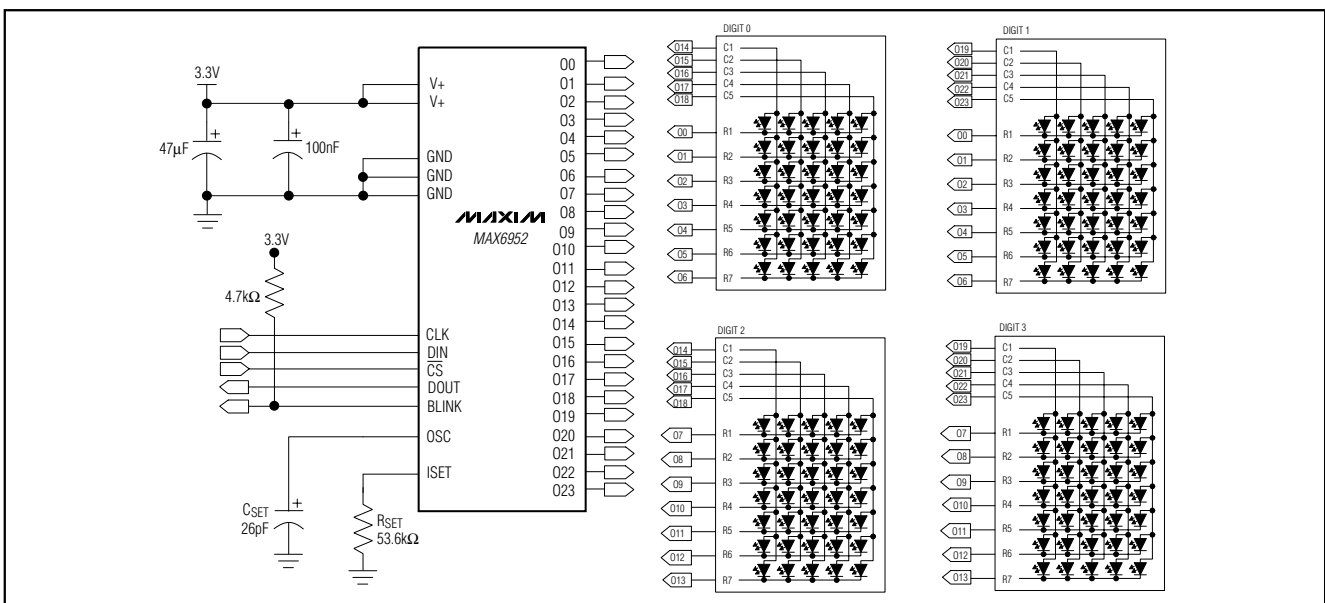 3.3V
47µF
100nF
3.3V
4.7kΩ
CSET
26pF
RSET
53.6kΩ
V+
V+
GND
GND
GND
MAXIM
MAX6952
CLK
DIN
CS
DOUT
BLINK
OSC
ISET
O0
O1
O2
O3
O4
O5
O6
O7
O8
O9
O10
O11
O12
O13
O14
O15
O16
O17
O18
O19
O20
O21
O22
O23
DIGIT 0
O14 C1
O15 C2
O16 C3
O17 C4
O18 C5
O0 R1
O1 R2
O2 R3
O3 R4
O4 R5
O5 R6
O6 R7
DIGIT 1
O19 C1
O20 C2
O21 C3
O22 C4
O23 C5
O0 R1
O1 R2
O2 R3
O3 R4
O4 R5
O5 R6
O6 R7
DIGIT 2
O14 C1
O15 C2
O16 C3
O17 C4
O18 C5
O7 R1
O8 R2
O9 R3
O10 R4
O11 R5
O12 R6
O13 R7
DIGIT 3
O19 C1
O20 C2
O21 C3
O22 C4
O23 C5
O7 R1
O8 R2
O9 R3
O10 R4
O11 R5
O12 R6
O13 R7